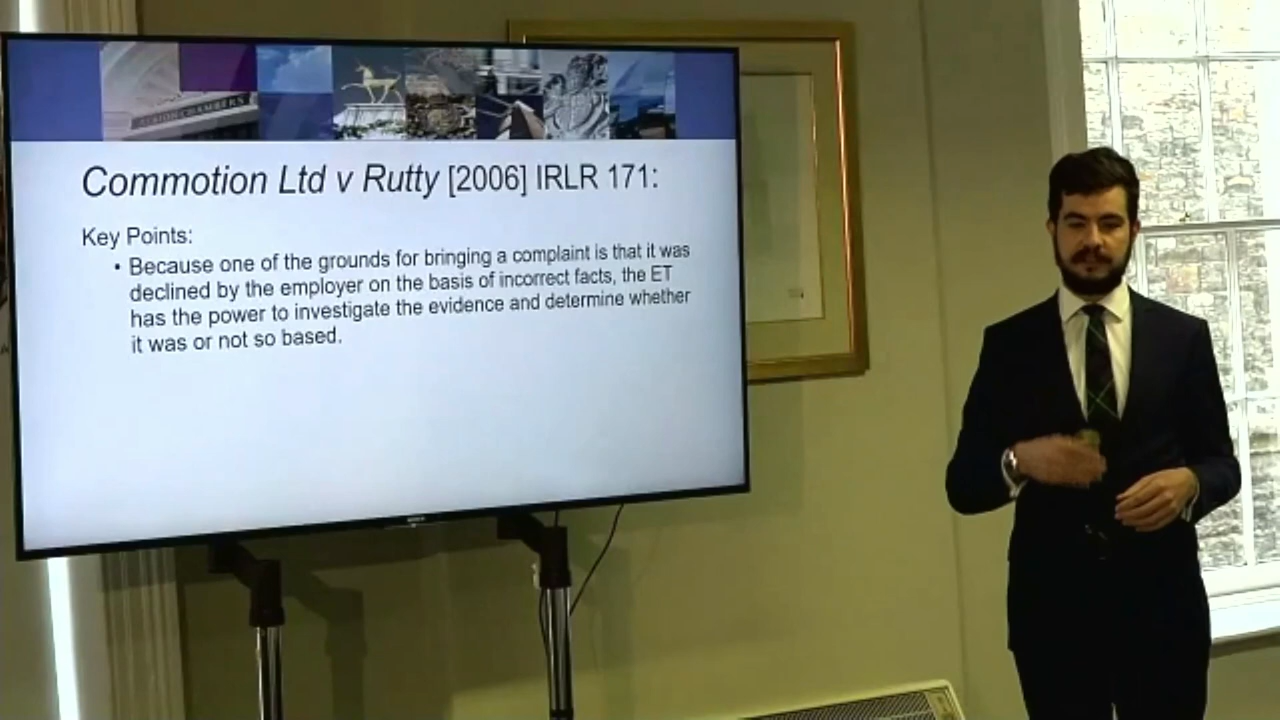 ALBION CHAMBERS
Commotion Ltd v Rutty [2006] IRLR 171:
Key Points:
• Because one of the grounds for bringing a complaint is that it was
declined by the employer on the basis of incorrect facts, the ET
has the power to investigate the evidence and determine whether
it was or not so based.